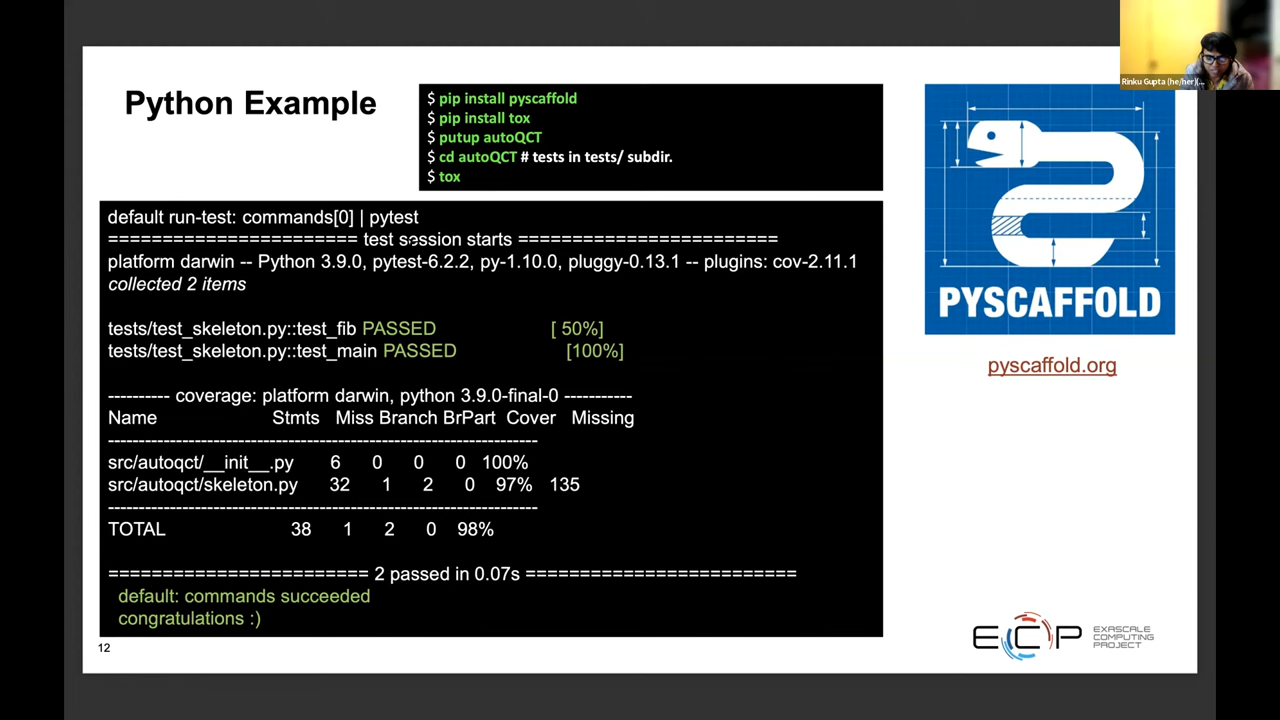 Python Example
$ pip install pyscaffold
$ pip install tox
$ putup autoQCT
$ cd autoQCT # tests in tests/ subdir.
$ tox
Rinku Gupta (he/her)(...
default run-test: commands[0] | pytest
======================= test session starts ========================
platform darwin -- Python 3.9.0, pytest-6.2.2, py-1.10.0, pluggy-0.13.1 -- plugins: cov-2.11.1
collected 2 items
tests/test_skeleton.py::test_fib PASSED [ 50%]
tests/test_skeleton.py::test_main PASSED [100%]
---------- coverage: platform darwin, python 3.9.0-final-0 -----------
Name Stmts Miss Branch BrPart Cover Missing
---------------------------------------------------------------------
src/autoqct/__init__.py 6 0 0 0 100%
src/autoqct/skeleton.py 32 1 2 0 97% 135
---------------------------------------------------------------------
TOTAL 38 1 2 0 98%
======================== 2 passed in 0.07s =========================
default: commands succeeded
congratulations :)
PYSCAFFOLD
pyscaffold.org
12
ECP
EXASCALE
COMPUTING
PROJECT